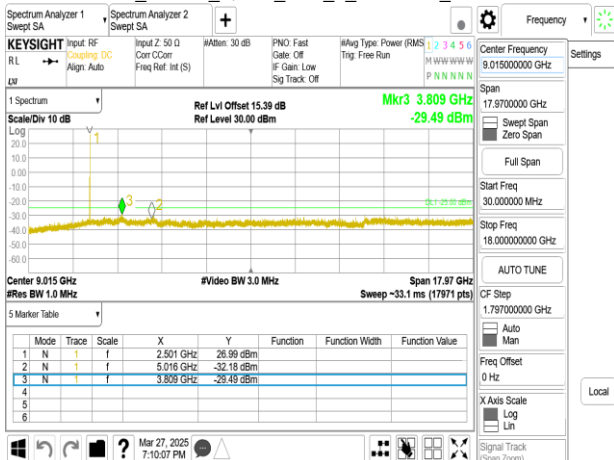 Spectrum Analyzer 1
Swept SA
Spectrum Analyzer 2
Swept SA
+
Frequency
KEYSIGHT
RL
Input: RF
Coupling: DC
Align: Auto
Input Z: 50 Ω
Corr CCorr
Freq Ref: Int (S)
#Atten: 30 dB
PNO: Fast
Gate: Off
IF Gain: Low
Sig Track: Off
#Avg Type: Power (RMS
Trig: Free Run
1 2 3 4 5 6
M W W W W W
P N N N N N
1 Spectrum
Scale/Div 10 dB
Ref Lvl Offset 15.39 dB
Ref Level 30.00 dBm
Mkr3 3.809 GHz
-29.49 dBm
Log
20.0
10.0
0.00
-10.0
-20.0
-30.0
-40.0
-50.0
-60.0
1
3
2
DL1 -25.00 dBm
Center 9.015 GHz
#Res BW 1.0 MHz
#Video BW 3.0 MHz
Span 17.97 GHz
Sweep ~33.1 ms (17971 pts)
5 Marker Table
Mode Trace Scale X Y Function Function Width Function Value
1 N 1 f 2.501 GHz 26.99 dBm
2 N 1 f 5.016 GHz -32.18 dBm
3 N 1 f 3.809 GHz -29.49 dBm
4
5
6
?
Mar 27, 2025
7:10:07 PM
Center Frequency
9.015000000 GHz
Span
17.9700000 GHz
Swept Span
Zero Span
Full Span
Start Freq
30.000000 MHz
Stop Freq
18.000000000 GHz
AUTO TUNE
CF Step
1.797000000 GHz
Auto
Man
Freq Offset
0 Hz
X Axis Scale
Log
Lin
Signal Track
(Span Zoom)
Settings
Local